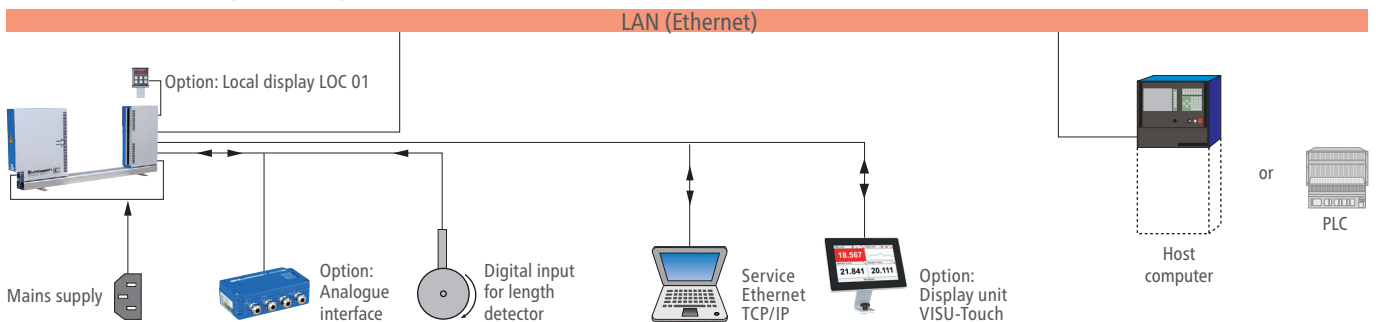 LAN (Ethernet)
Option: Local display LOC 01
or
PLC
Host
computer
Mains supply
Option:
Analogue
interface
Digital input
for length
detector
Service
Ethernet
TCP/IP
18.567
21.841 20.111
Option:
Display unit
VISU-Touch